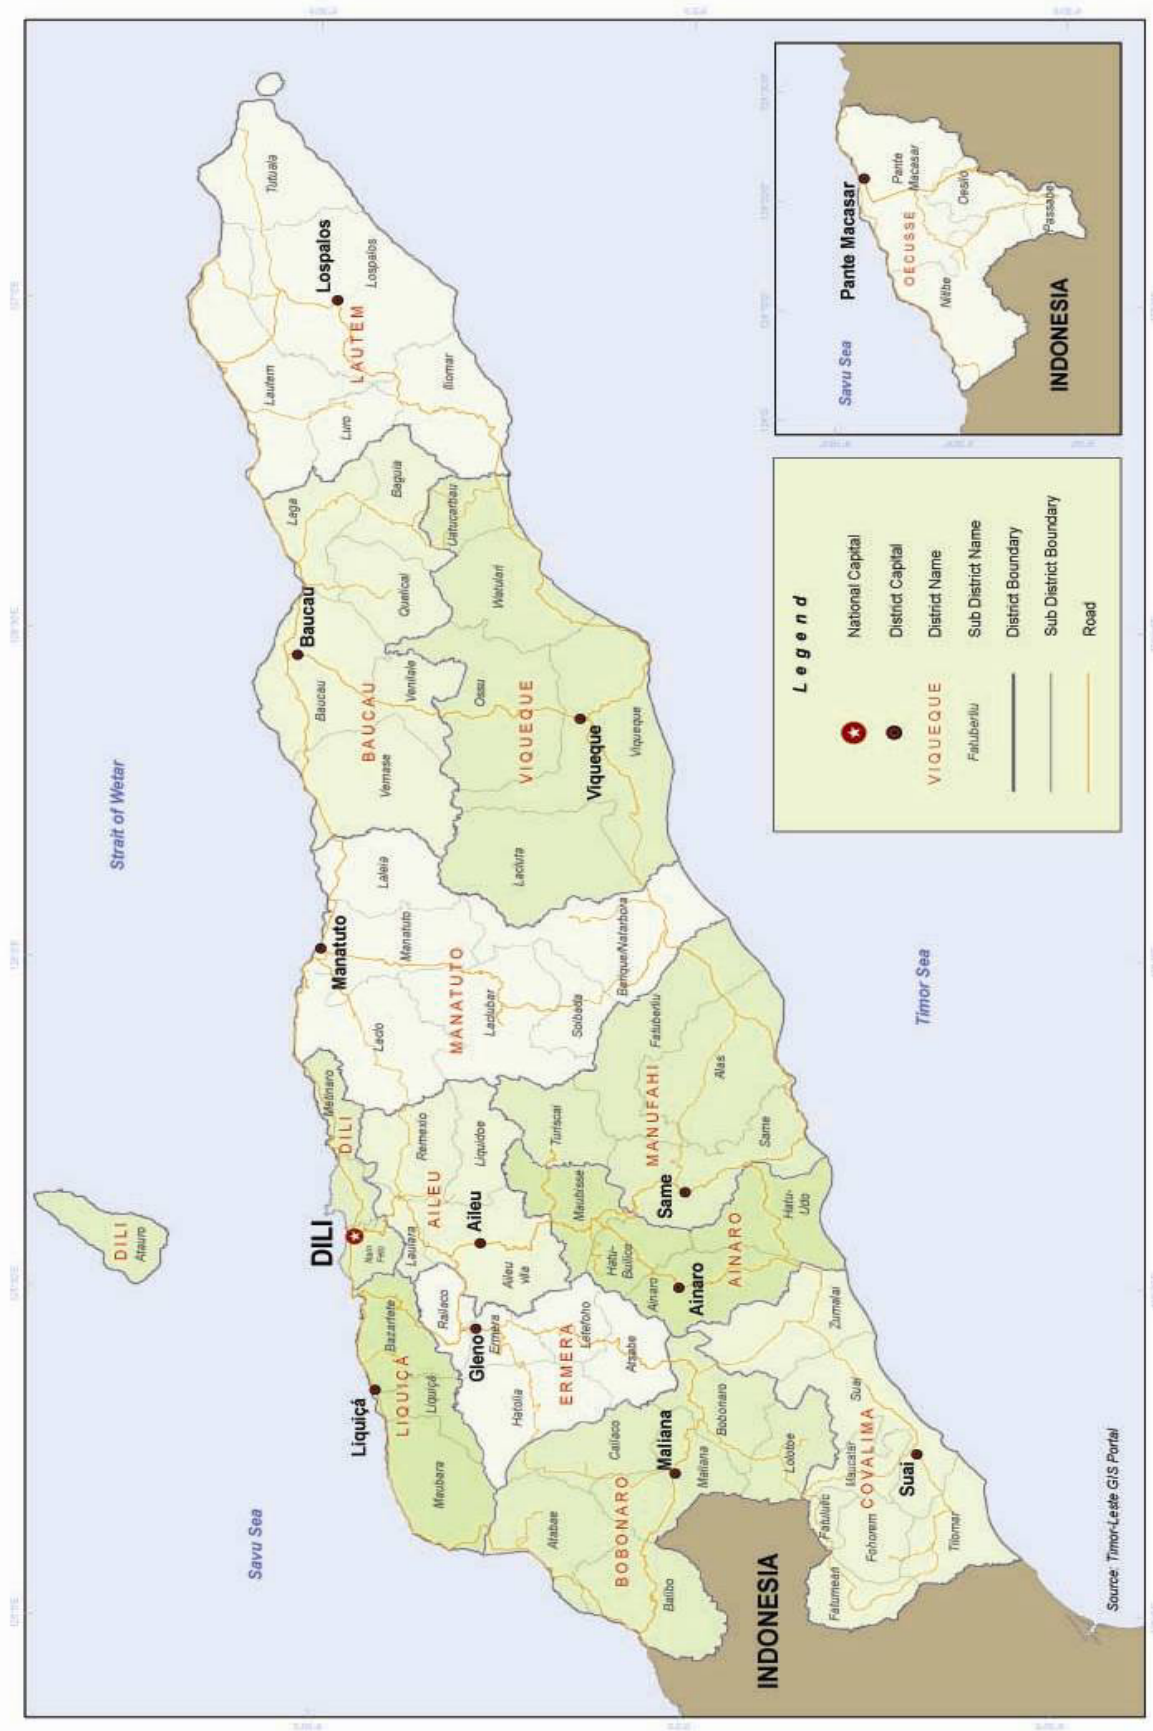 Strait of Wetar
Savu Sea
Timor Sea
DILI
Atauro
Tutuala
Lospalos
Lospalos
LAUTEM
Lautem
Luro
Iliomar
Laga
Baguia
Baucau
Baucau
BAUCAU
Quelicai
Venilale
Vemase
Uatucarbau
Watulari
Ossu
VIQUEQUE
Viqueque
Viqueque
Lacluta
Manatuto
Laleia
Manatuto
MANATUTO
Laclo
Laclubar
Soibada
Barique/Natarbora
Metinaro
DILI
DILI
Nain
Feto
Remexio
Liquidoe
AILEU
Aileu
Laulara
Aileu
vila
Turiscai
MANUFAHI
Fatuberliu
Alas
Same
Same
Maubisse
Hatu-
Builico
AINARO
Ainaro
Ainaro
Hatu-
Udo
Liquiçá
LIQUIÇÁ
Bazartete
Liquiçá
Maubara
Railaco
Gleno
Ermera
ERMERA
Letefoho
Atsabe
Hatolia
BOBONARO
Atabae
Cailaco
Maliana
Maliana
Bobonaro
Lolotoe
Balibo
COVALIMA
Zumalai
Suai
Suai
Maucatar
Fatululic
Fohorem
Fatumean
Tilomar
INDONESIA
Savu Sea
Pante Macasar
Pante
Macasar
OECUSSE
Oesilo
Nitibe
Passabe
INDONESIA
Legend
National Capital
District Capital
VIQUEQUE District Name
Fatuberliu Sub District Name
District Boundary
Sub District Boundary
Road
Source: Timor-Leste GIS Portal